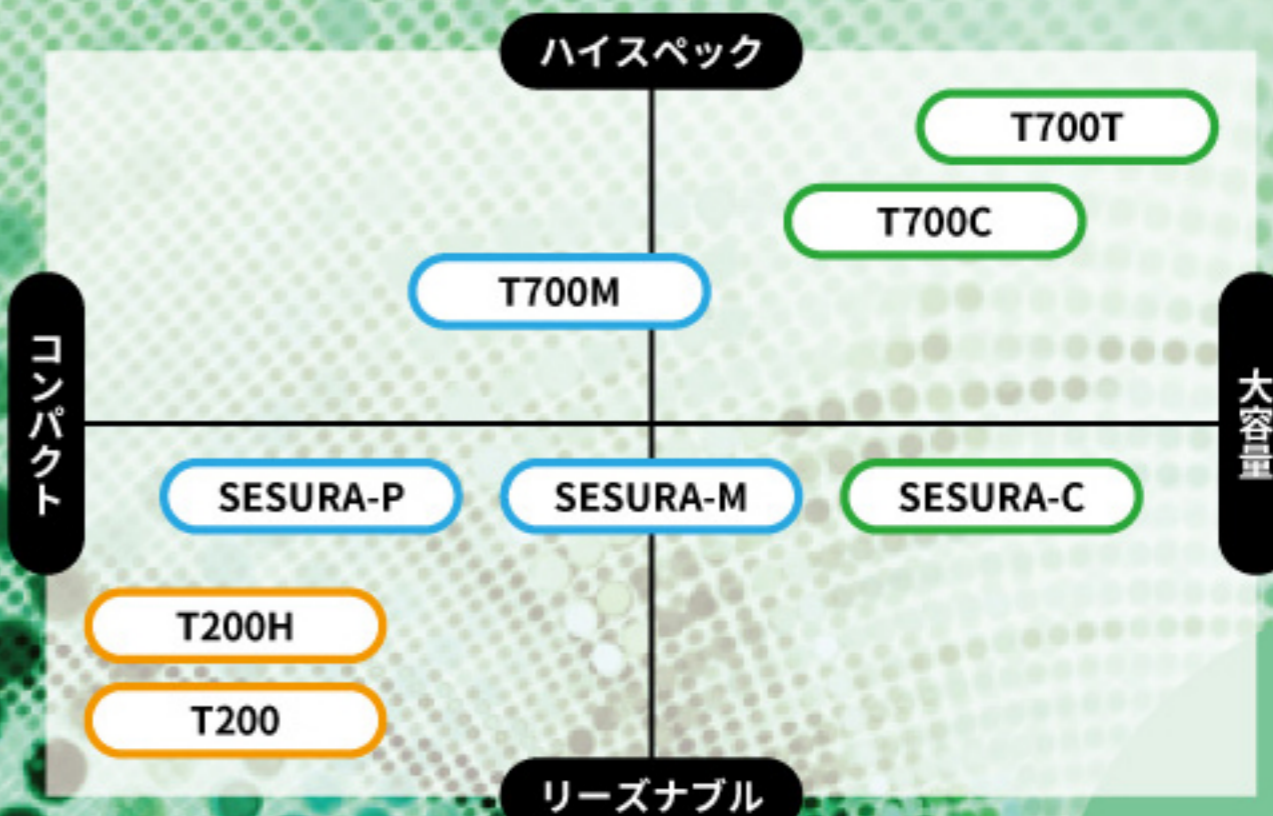 ハイスペック
T700T
T700C
T700M
コンパクト
大容量
SESURA-P
SESURA-M
SESURA-C
T200H
T200
リーズナブル